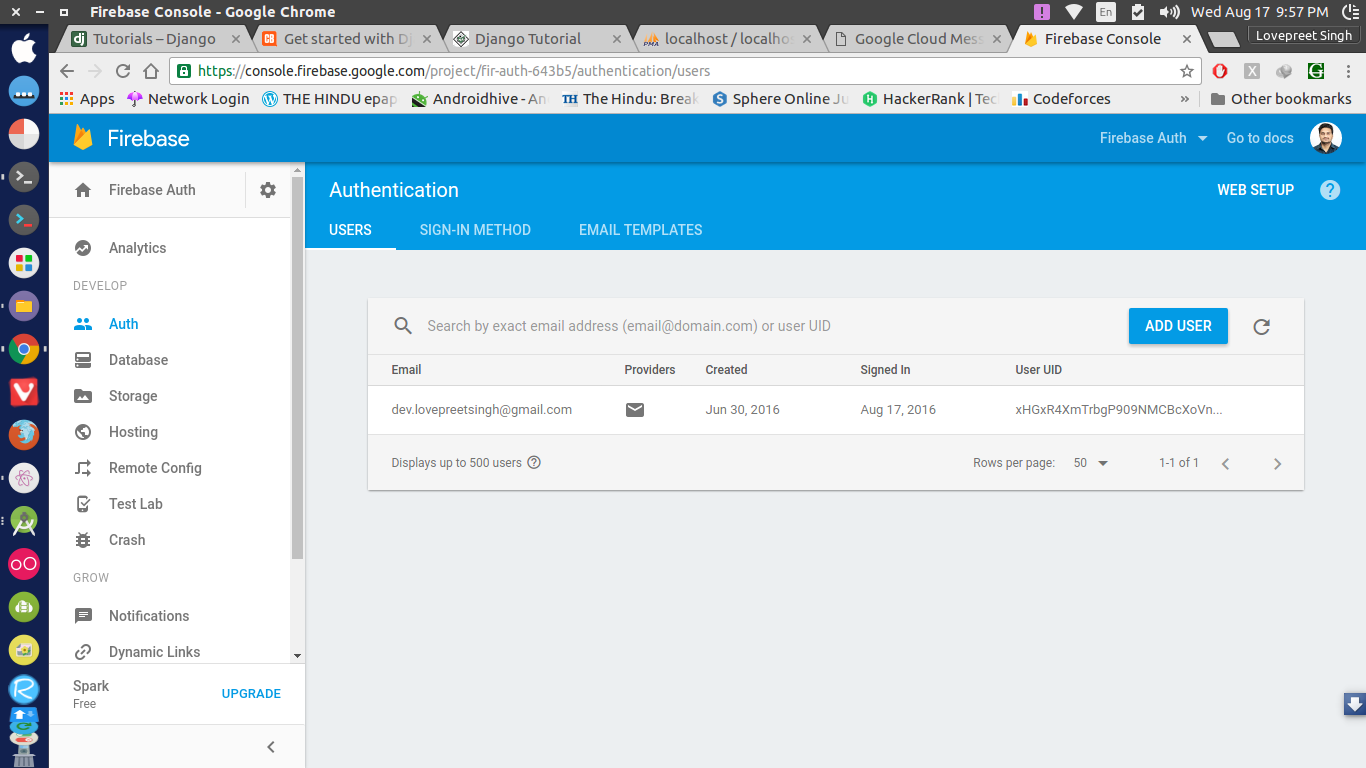 Firebase Console - Google Chrome
En
Wed Aug 17 9:57 PM
Tutorials – Django
Get started with Dj
Django Tutorial
localhost / localhos
Google Cloud Mess
Firebase Console
Lovepreet Singh
https://console.firebase.google.com/project/fir-auth-643b5/authentication/users
Apps
Network Login
THE HINDU epap
Androidhive - An
The Hindu: Break
Sphere Online Ju
HackerRank | Tec
Codeforces
»
Other bookmarks
Firebase
Firebase Auth
Go to docs
Firebase Auth
Authentication
WEB SETUP
USERS
SIGN-IN METHOD
EMAIL TEMPLATES
Analytics
DEVELOP
Auth
Database
Storage
Hosting
Remote Config
Test Lab
Crash
GROW
Notifications
Dynamic Links
Spark
Free
UPGRADE
Search by exact email address (email@domain.com) or user UID
ADD USER
Email Providers Created Signed In User UID
dev.lovepreetsingh@gmail.com Jun 30, 2016 Aug 17, 2016 xHGxR4XmTrbgP909NMCBcXoVn...
Displays up to 500 users
Rows per page: 50 1-1 of 1